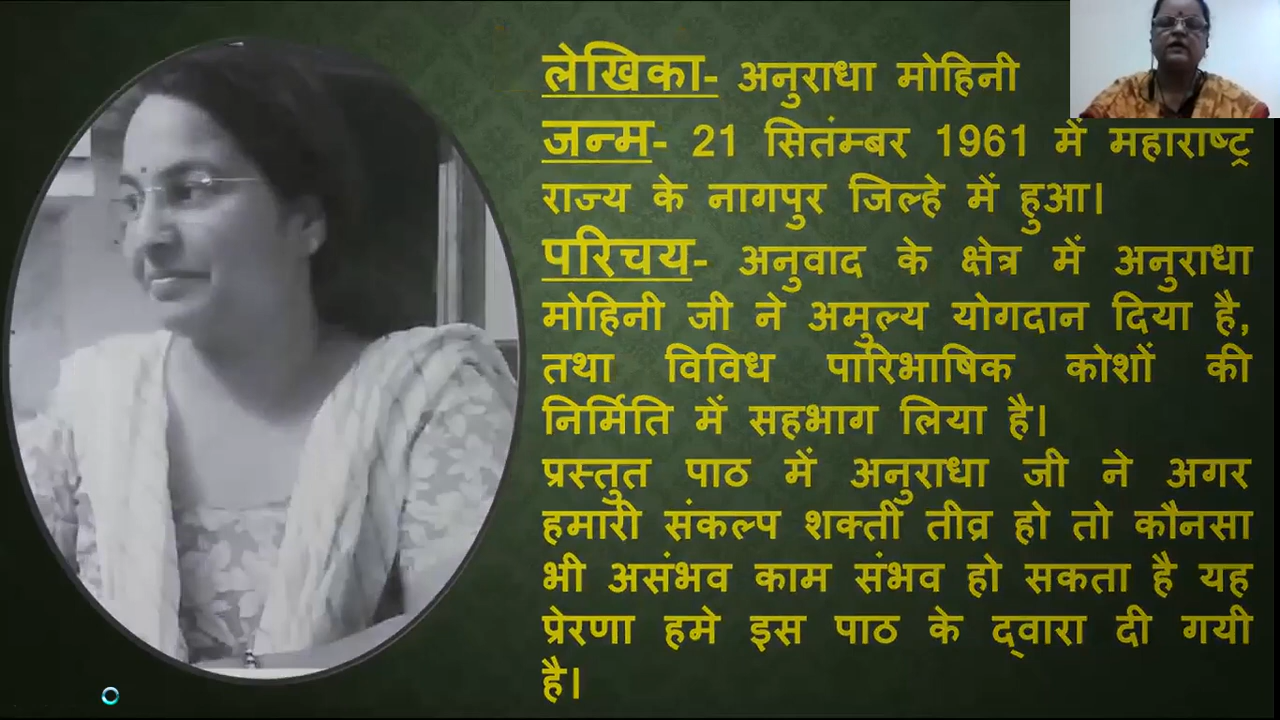 लेखिका- अनुराधा मोहिनी
जन्म- 21 सितंम्बर 1961 में महाराष्ट्र
राज्य के नागपुर जिल्हे में हुआ।
परिचय- अनुवाद के क्षेत्र में अनुराधा
मोहिनी जी ने अमुल्य योगदान दिया है,
तथा विविध पारिभाषिक कोशों की
निर्मिति में सहभाग लिया है।
प्रस्तुत पाठ में अनुराधा जी ने अगर
हमारी संकल्प शक्ती तीव्र हो तो कौनसा
भी असंभव काम संभव हो सकता है यह
प्रेरणा हमे इस पाठ के द्वारा दी गयी
है।